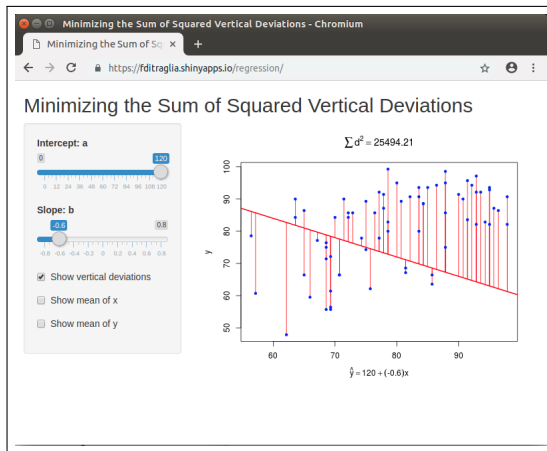 Minimizing the Sum of Squared Vertical Deviations - Chromium
Minimizing the Sum of Sq
https://fditraglia.shinyapps.io/regression/
Minimizing the Sum of Squared Vertical Deviations
Intercept: a
0 120
0 12 24 36 48 60 72 84 96 108 120
Slope: b
-0.6 0.8
-0.8 -0.6 -0.4 -0.2 0 0.2 0.4 0.6 0.8
Show vertical deviations
Show mean of x
Show mean of y
∑d² = 25494.21
100
90
80
70
60
50
y
60 70 80 90
ŷ = 120 + (-0.6)x